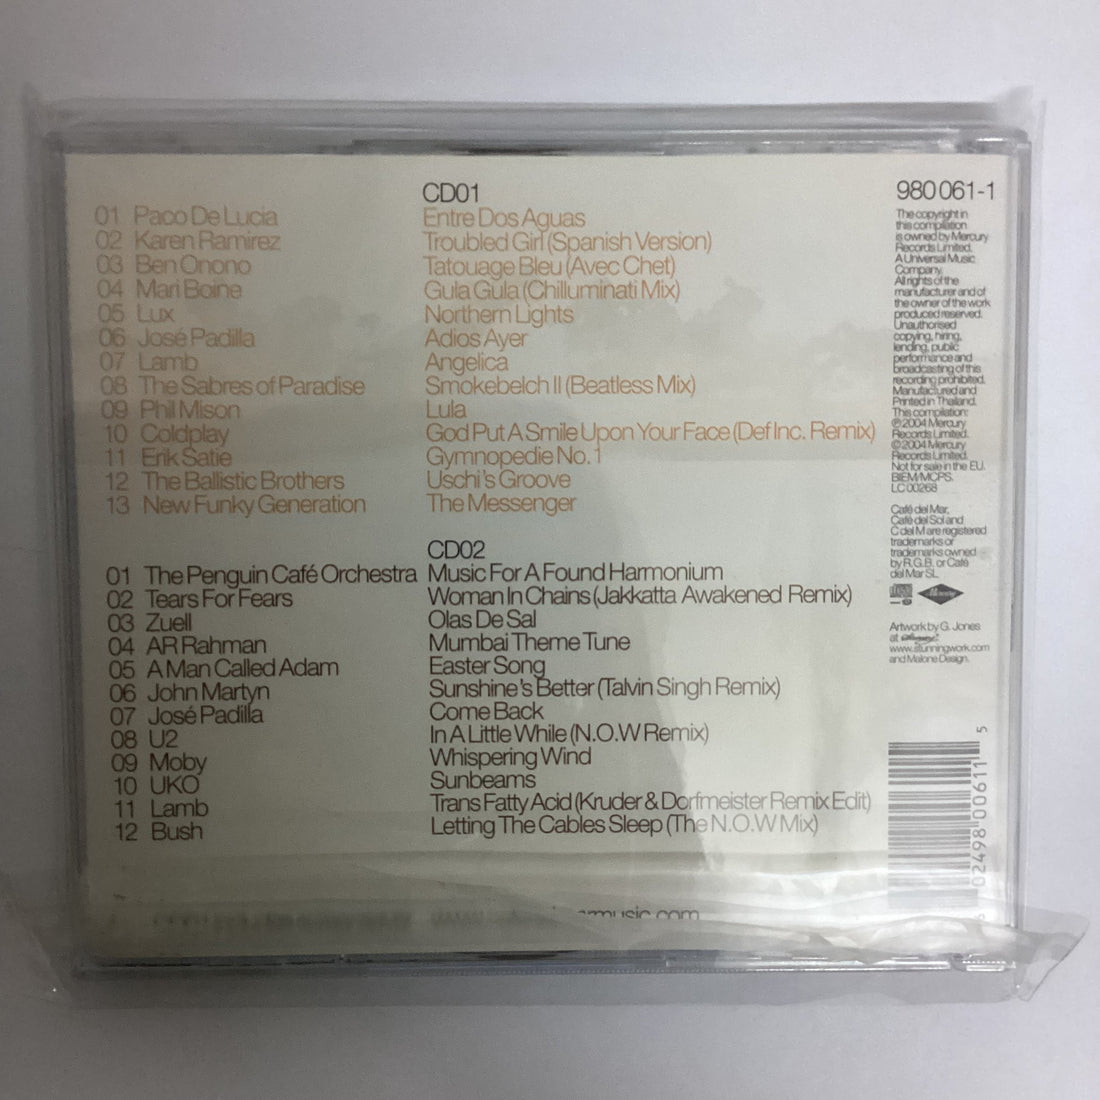 CD01
01 Paco De Lucia Entre Dos Aguas
02 Karen Ramirez Troubled Girl (Spanish Version)
03 Ben Onono Tatouage Bleu (Avec Chet)
04 Mari Boine Gula Gula (Chilluminati Mix)
05 Lux Northern Lights
06 José Padilla Adios Ayer
07 Lamb Angelica
08 The Sabres of Paradise Smokebelch II (Beatless Mix)
09 Phil Mison Lula
10 Coldplay God Put A Smile Upon Your Face (Def Inc. Remix)
11 Erik Satie Gymnopedie No. 1
12 The Ballistic Brothers Uschi's Groove
13 New Funky Generation The Messenger
CD02
01 The Penguin Café Orchestra Music For A Found Harmonium
02 Tears For Fears Woman In Chains (Jakkatta Awakened Remix)
03 Zuell Olas De Sal
04 AR Rahman Mumbai Theme Tune
05 A Man Called Adam Easter Song
06 John Martyn Sunshine's Better (Talvin Singh Remix)
07 José Padilla Come Back
08 U2 In A Little While (N.O.W Remix)
09 Moby Whispering Wind
10 UKO Sunbeams
11 Lamb Trans Fatty Acid (Kruder & Dorfmeister Remix Edit)
12 Bush Letting The Cables Sleep (The N.O.W Mix)
music.com
980 061-1
The copyright in
this compilation
is owned by Mercury
Records Limited.
A Universal Music
Company.
All rights of the
manufacturer and of
the owner of the work
produced reserved.
Unauthorised
copying, hiring,
lending, public
performance and
broadcasting of this
recording prohibited.
Manufactured and
Printed in Thailand.
This compilation:
℗ 2004 Mercury
Records Limited.
© 2004 Mercury
Records Limited.
Not for sale in the EU.
BIEM/MCPS.
LC 00268
Café del Mar,
Café del Sol and
C del M are registered
trademarks or
trademarks owned
by R.G.B. or Café
del Mar SL.
Mercury
Artwork by G. Jones
at
www.stunningwork.com
and Malone Design.
02498 00611 5